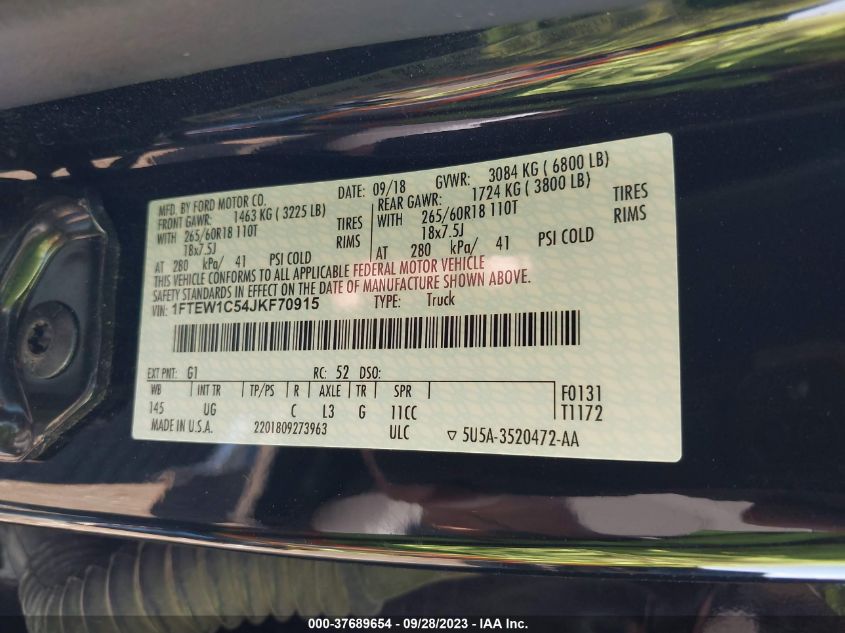 MFD. BY FORD MOTOR CO. DATE: 09/18 GVWR: 3084 KG ( 6800 LB)
FRONT GAWR: 1463 KG ( 3225 LB) REAR GAWR: 1724 KG ( 3800 LB)
WITH 265/60R18 110T TIRES WITH 265/60R18 110T TIRES
18x7.5J RIMS 18x7.5J RIMS
AT 280 kPa/ 41 PSI COLD AT 280 kPa/ 41 PSI COLD
THIS VEHICLE CONFORMS TO ALL APPLICABLE FEDERAL MOTOR VEHICLE
SAFETY STANDARDS IN EFFECT ON THE DATE OF MANUFACTURE SHOWN ABOVE.
VIN: 1FTEW1C54JKF70915 TYPE: Truck
EXT PNT: G1 RC: 52 DSO:
WB INT TR TP/PS R AXLE TR SPR F0131
145 UG C L3 G 11CC T1172
MADE IN U.S.A. 2201809273963 ULC ▽ 5U5A-3520472-AA
000-37689654 - 09/28/2023 - IAA Inc.